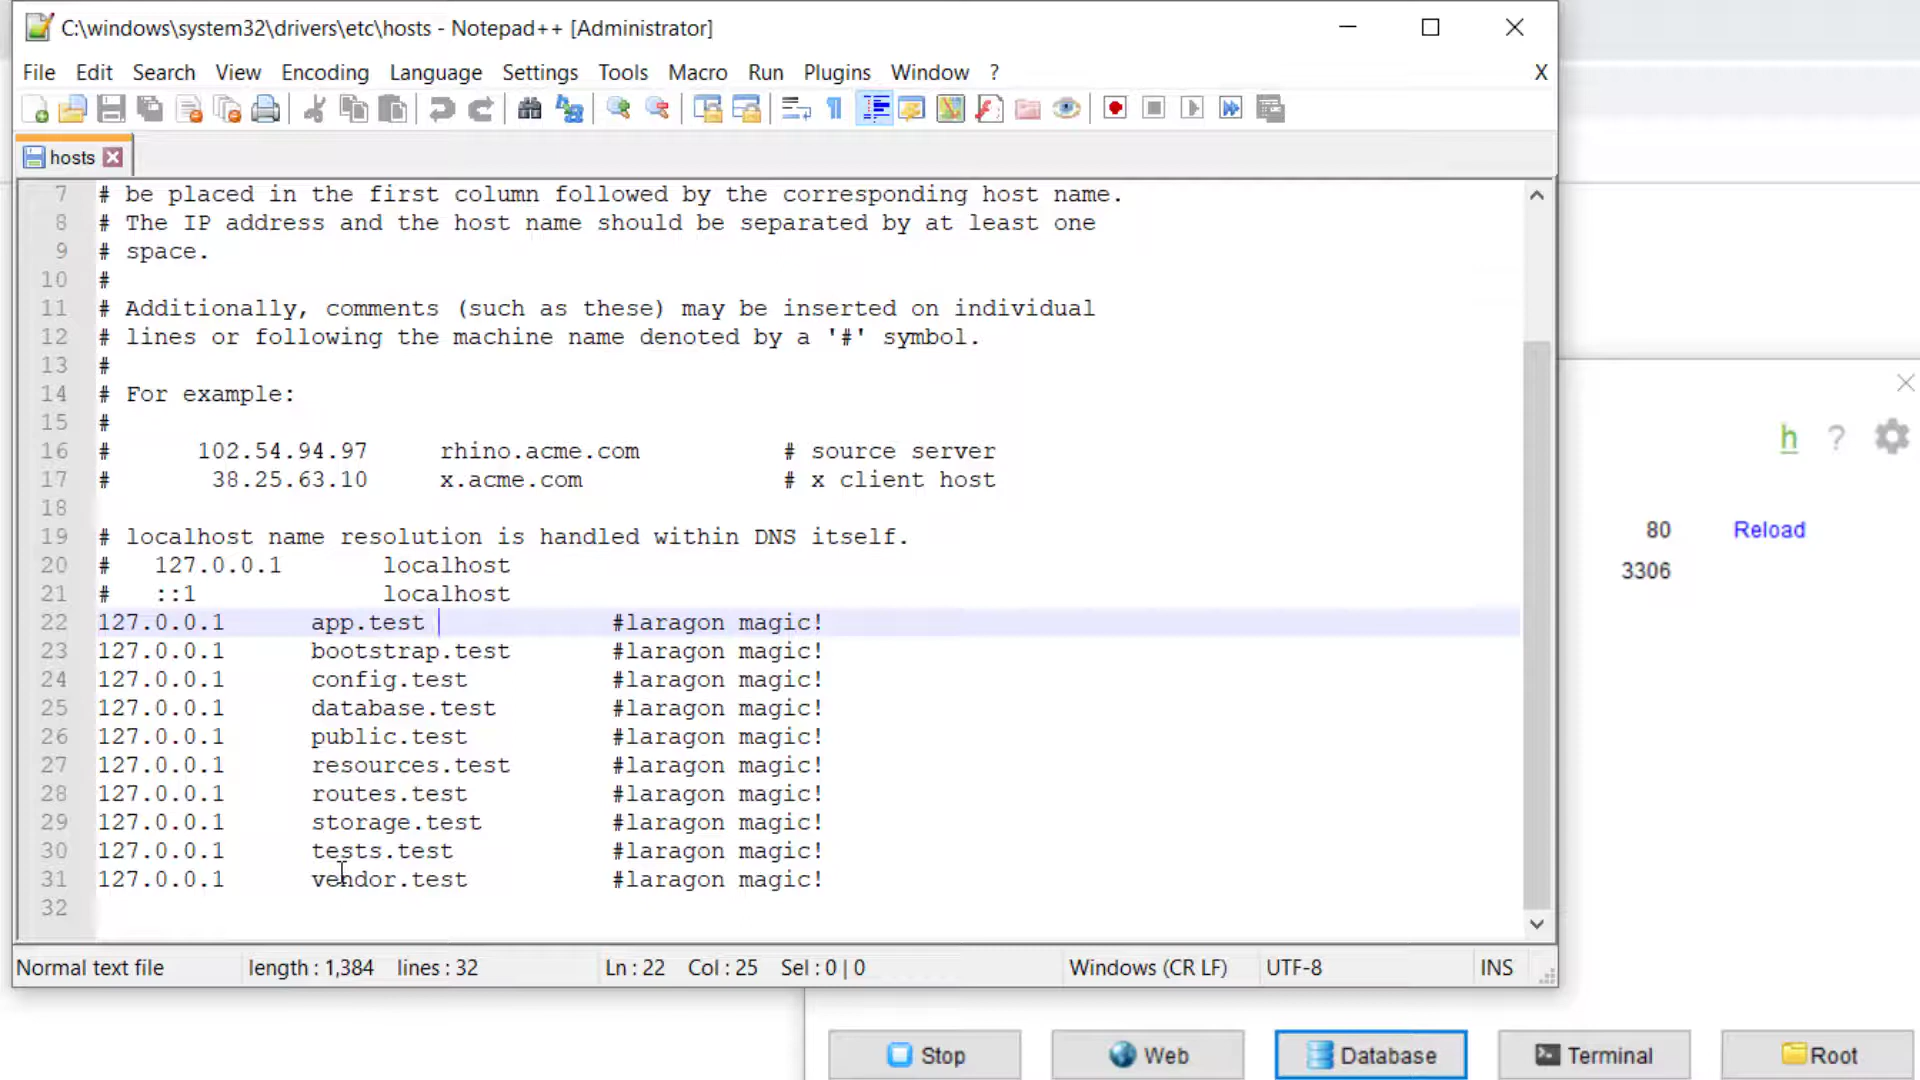 C:\windows\system32\drivers\etc\hosts - Notepad++ [Administrator]
File Edit Search View Encoding Language Settings Tools Macro Run Plugins Window ? X
hosts
7 # be placed in the first column followed by the corresponding host name.
8 # The IP address and the host name should be separated by at least one
9 # space.
10 #
11 # Additionally, comments (such as these) may be inserted on individual
12 # lines or following the machine name denoted by a '#' symbol.
13 #
14 # For example:
15 #
16 # 102.54.94.97 rhino.acme.com # source server
17 # 38.25.63.10 x.acme.com # x client host
18
19 # localhost name resolution is handled within DNS itself.
20 # 127.0.0.1 localhost
21 # ::1 localhost
22 127.0.0.1 app.test #laragon magic!
23 127.0.0.1 bootstrap.test #laragon magic!
24 127.0.0.1 config.test #laragon magic!
25 127.0.0.1 database.test #laragon magic!
26 127.0.0.1 public.test #laragon magic!
27 127.0.0.1 resources.test #laragon magic!
28 127.0.0.1 routes.test #laragon magic!
29 127.0.0.1 storage.test #laragon magic!
30 127.0.0.1 tests.test #laragon magic!
31 127.0.0.1 vendor.test #laragon magic!
32
Normal text file length : 1,384 lines : 32 Ln : 22 Col : 25 Sel : 0 | 0 Windows (CR LF) UTF-8 INS
h ?
80 Reload
3306
Stop Web Database Terminal Root